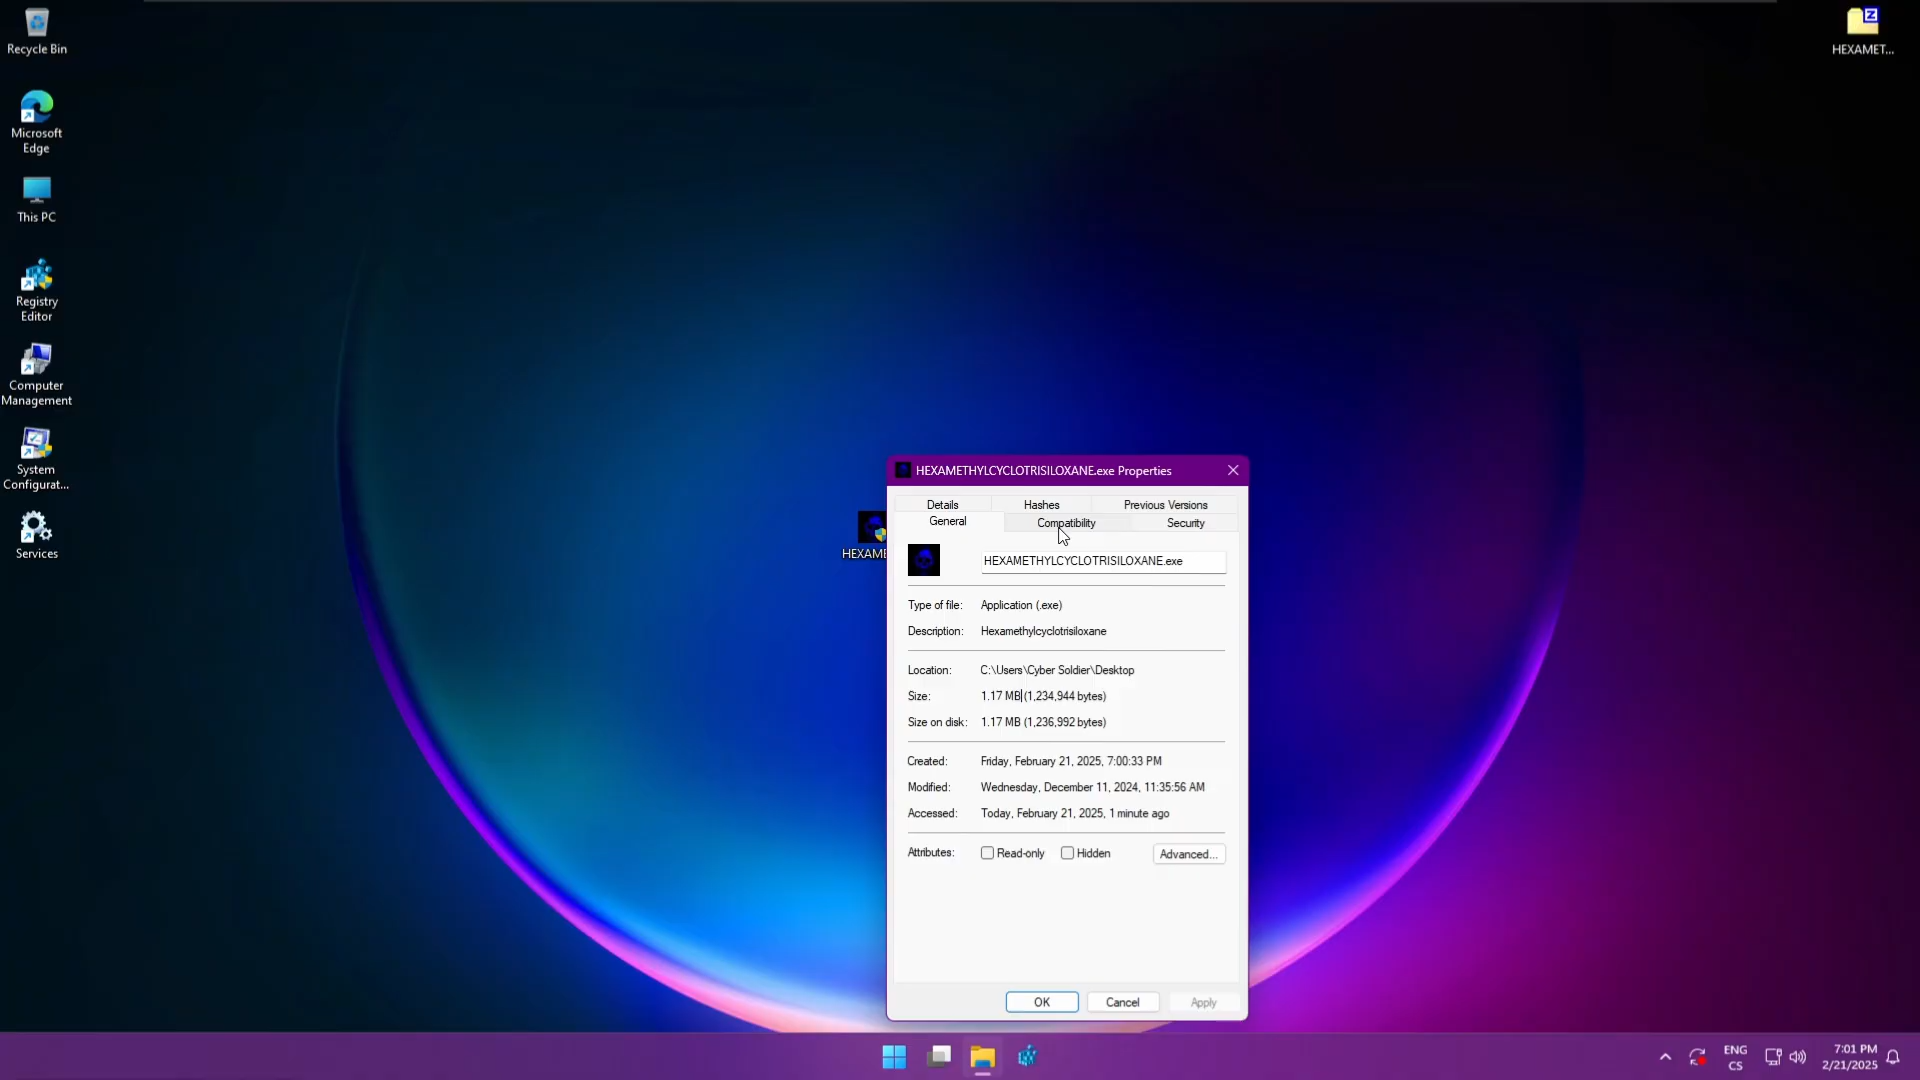 Recycle Bin
Microsoft
Edge
This PC
Registry
Editor
Computer
Management
System
Configurat...
Services
HEXAMET...
HEXAME
HEXAMETHYLCYCLOTRISILOXANE.exe Properties
Details
Hashes
Previous Versions
General
Compatibility
Security
HEXAMETHYLCYCLOTRISILOXANE.exe
Type of file: Application (.exe)
Description: Hexamethylcyclotrisiloxane
Location: C:\Users\Cyber Soldier\Desktop
Size: 1.17 MB (1,234,944 bytes)
Size on disk: 1.17 MB (1,236,992 bytes)
Created: Friday, February 21, 2025, 7:00:33 PM
Modified: Wednesday, December 11, 2024, 11:35:56 AM
Accessed: Today, February 21, 2025, 1 minute ago
Attributes: Read-only Hidden Advanced...
OK
Cancel
Apply
ENG
CS
7:01 PM
2/21/2025